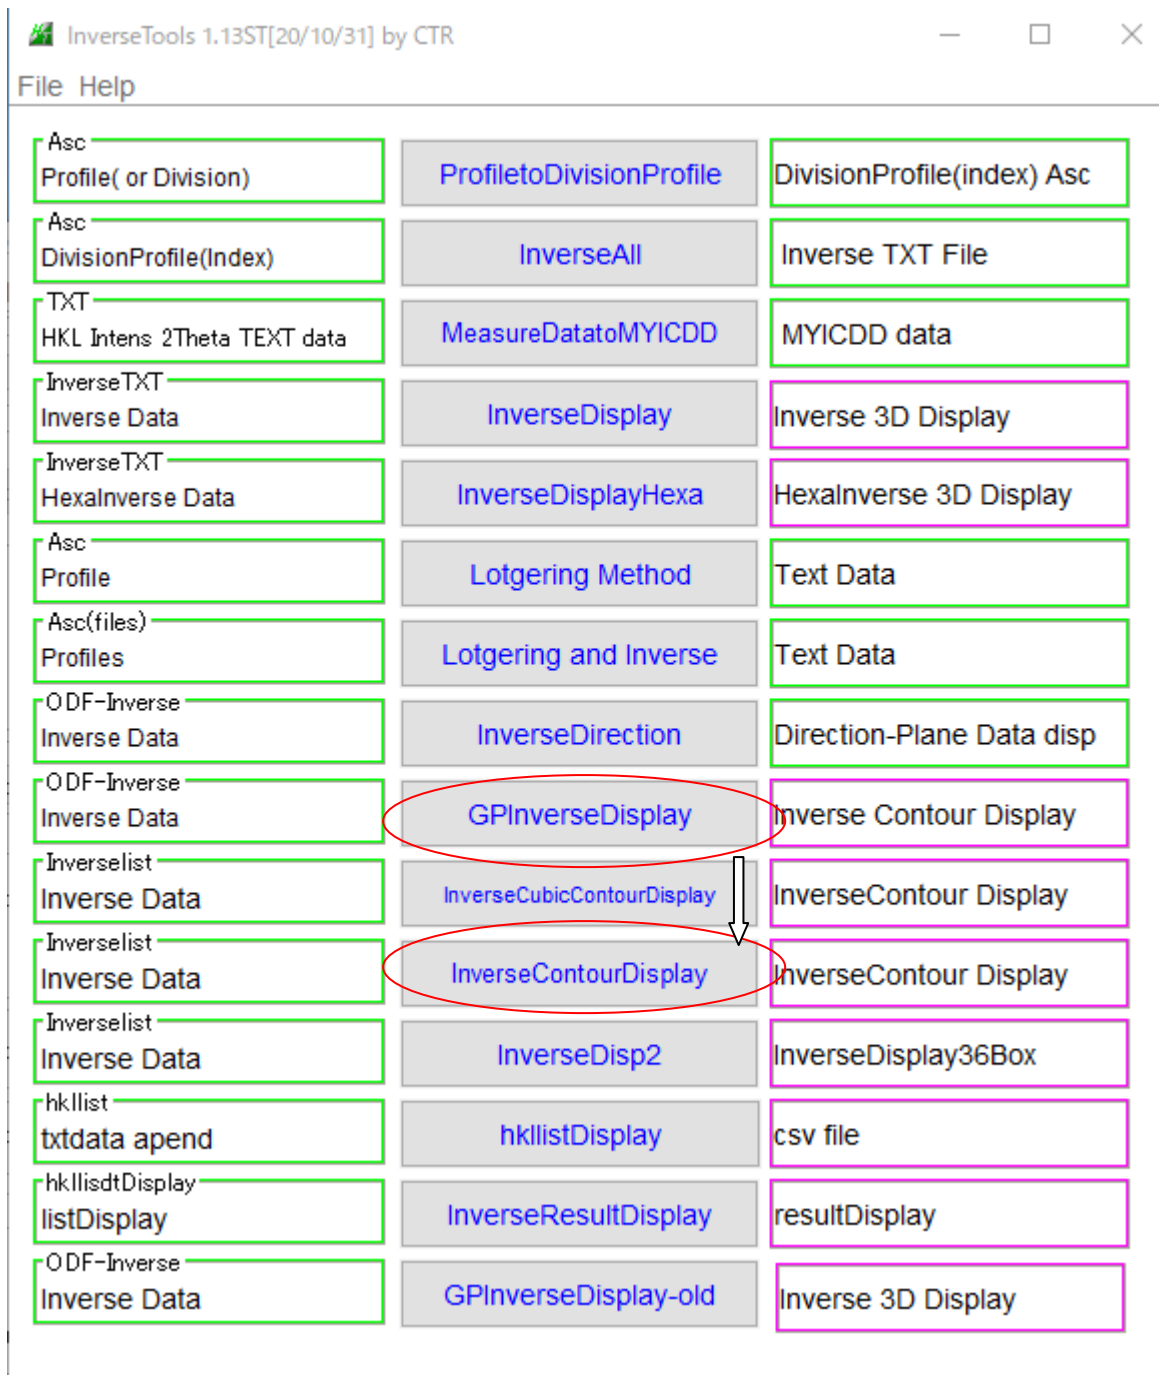 InverseTools 1.13ST[20/10/31] by CTR
File Help
Asc
Profile( or Division)
ProfiletoDivisionProfile
DivisionProfile(index) Asc
Asc
DivisionProfile(Index)
InverseAll
Inverse TXT File
TXT
HKL Intens 2Theta TEXT data
MeasureDatatoMYICDD
MYICDD data
InverseTXT
Inverse Data
InverseDisplay
Inverse 3D Display
InverseTXT
HexaInverse Data
InverseDisplayHexa
HexaInverse 3D Display
Asc
Profile
Lotgering Method
Text Data
Asc(files)
Profiles
Lotgering and Inverse
Text Data
ODF-Inverse
Inverse Data
InverseDirection
Direction-Plane Data disp
ODF-Inverse
Inverse Data
GPInverseDisplay
Inverse Contour Display
Inverselist
Inverse Data
InverseCubicContourDisplay
InverseContour Display
Inverselist
Inverse Data
InverseContourDisplay
InverseContour Display
Inverselist
Inverse Data
InverseDisp2
InverseDisplay36Box
hkllist
txtdata apend
hkllistDisplay
csv file
hkllisdtDisplay
listDisplay
InverseResultDisplay
resultDisplay
ODF-Inverse
Inverse Data
GPInverseDisplay-old
Inverse 3D Display